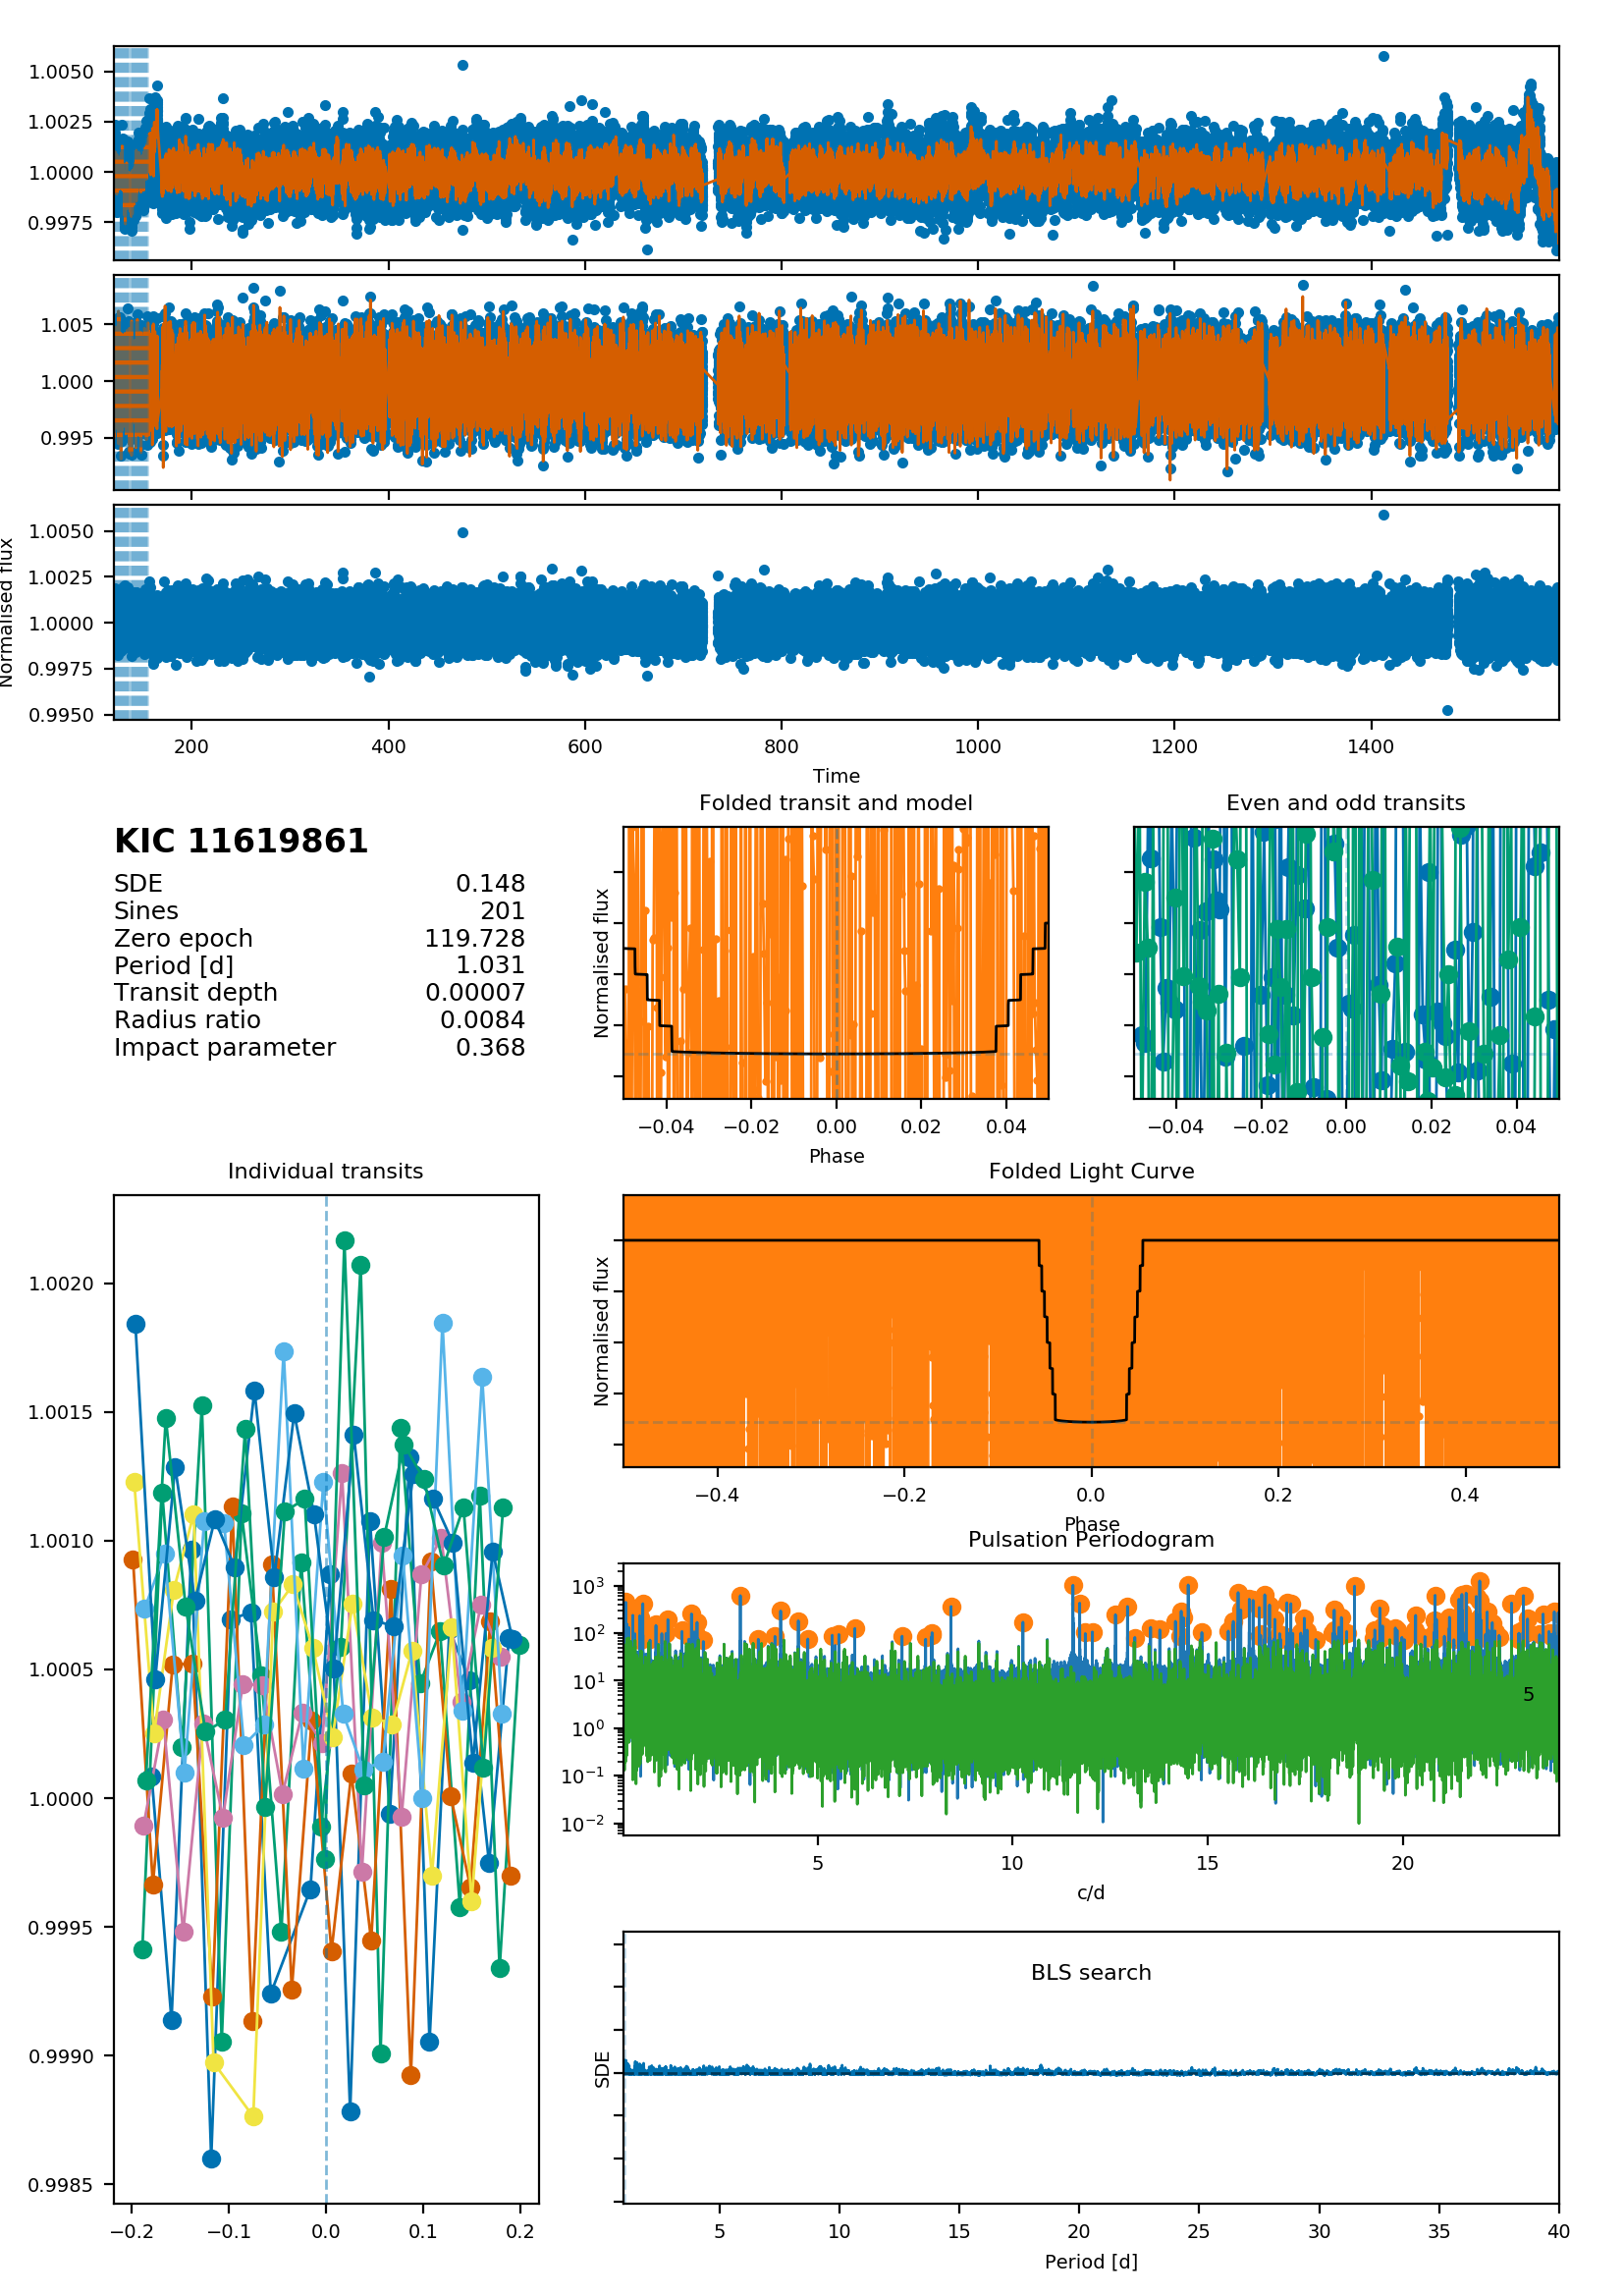 1.0050
1.0025
1.0000
0.9975
1.005
1.000
0.995
Normalised flux
1.0050
1.0025
1.0000
0.9975
0.9950
200 400 600 800 1000 1200 1400
Time
KIC 11619861
SDE 0.148
Sines 201
Zero epoch 119.728
Period [d] 1.031
Transit depth 0.00007
Radius ratio 0.0084
Impact parameter 0.368
Folded transit and model
Normalised flux
−0.04 −0.02 0.00 0.02 0.04
Phase
Even and odd transits
−0.04 −0.02 0.00 0.02 0.04
Individual transits
1.0020
1.0015
1.0010
1.0005
1.0000
0.9995
0.9990
0.9985
−0.2 −0.1 0.0 0.1 0.2
Folded Light Curve
Normalised flux
−0.4 −0.2 0.0 0.2 0.4
Phase
Pulsation Periodogram
10³
10²
10¹
10⁰
10⁻¹
10⁻²
5
5 10 15 20
c/d
BLS search
SDE
5 10 15 20 25 30 35 40
Period [d]